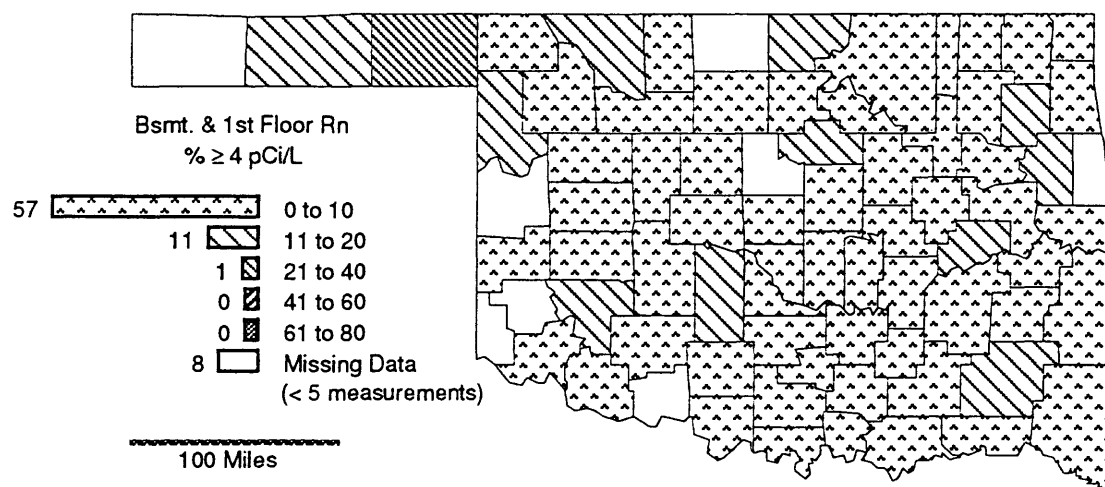 Bsmt. & 1st Floor Rn
% ≥ 4 pCi/L
57 0 to 10
11 11 to 20
1 21 to 40
0 41 to 60
0 61 to 80
8 Missing Data
(< 5 measurements)
100 Miles